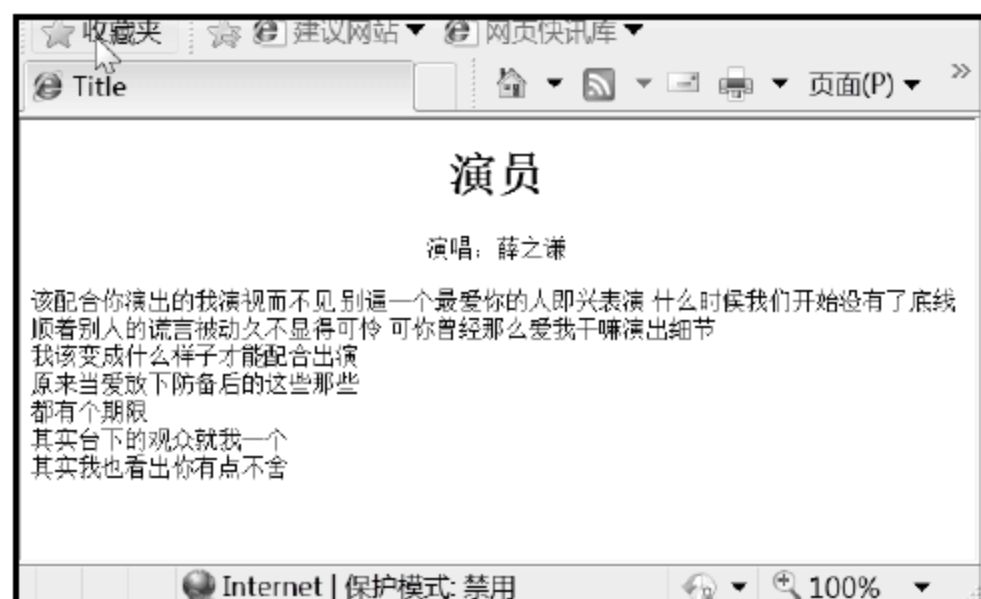 收藏夹 建议网站 网页快讯库
Title 页面(P) »
演员
演唱：薛之谦
该配合你演出的我演视而不见 别逼一个最爱你的人即兴表演 什么时候我们开始没有了底线
顺着别人的谎言被动久不显得可怜 可你曾经那么爱我干嘛演出细节
我该变成什么样子才能配合出演
原来当爱放下防备后的这些那些
都有个期限
其实台下的观众就我一个
其实我也看出你有点不舍
Internet | 保护模式: 禁用 100%